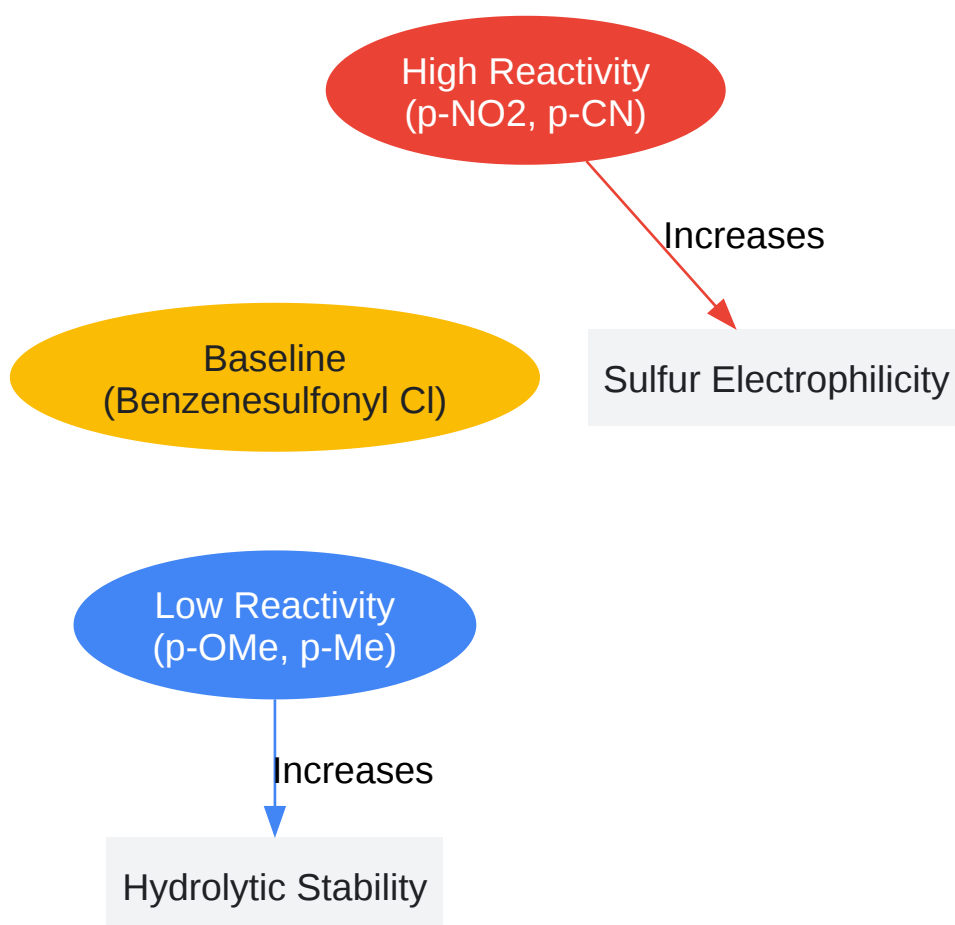 High Reactivity
(p-NO2, p-CN)
Increases
Baseline
(Benzenesulfonyl Cl)
Sulfur Electrophilicity
Low Reactivity
(p-OMe, p-Me)
Increases
Hydrolytic Stability